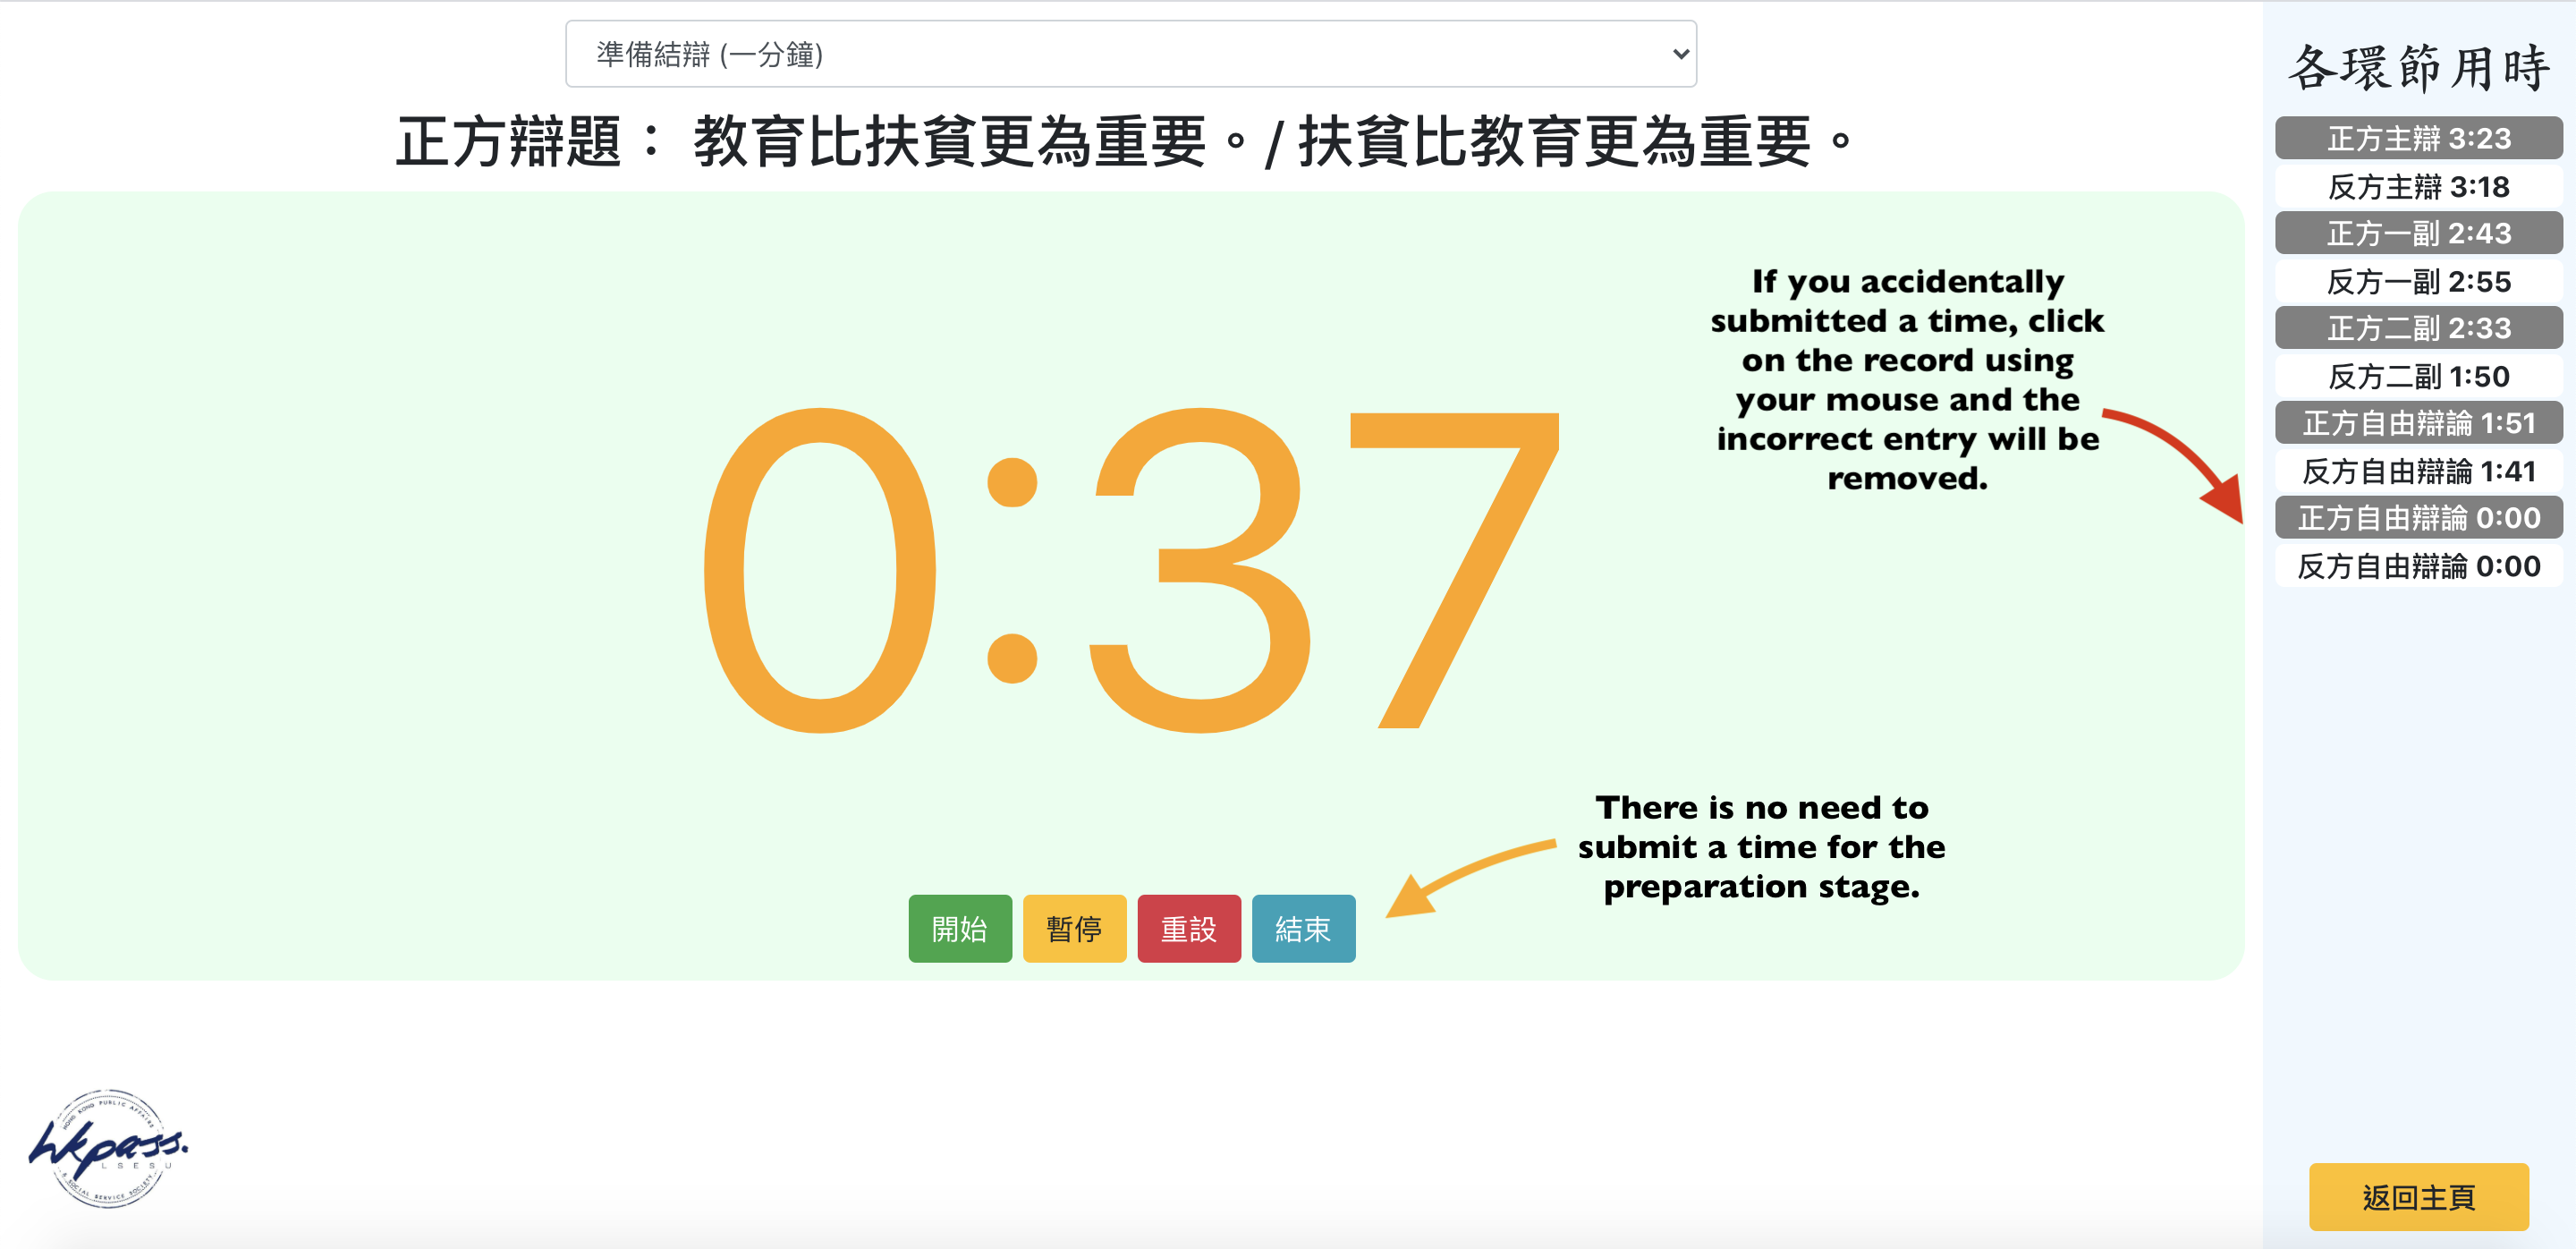 準備結辯 (一分鐘)
正方辯題： 教育比扶貧更為重要。/ 扶貧比教育更為重要。
0:37
If you accidentally
submitted a time, click
on the record using
your mouse and the
incorrect entry will be
removed.
There is no need to
submit a time for the
preparation stage.
開始 暫停 重設 結束
各環節用時
正方主辯 3:23
反方主辯 3:18
正方一副 2:43
反方一副 2:55
正方二副 2:33
反方二副 1:50
正方自由辯論 1:51
反方自由辯論 1:41
正方自由辯論 0:00
反方自由辯論 0:00
返回主頁
HONG KONG PUBLIC AFFAIRS
hkpass.
LSESU
& SOCIAL SERVICE SOCIETY